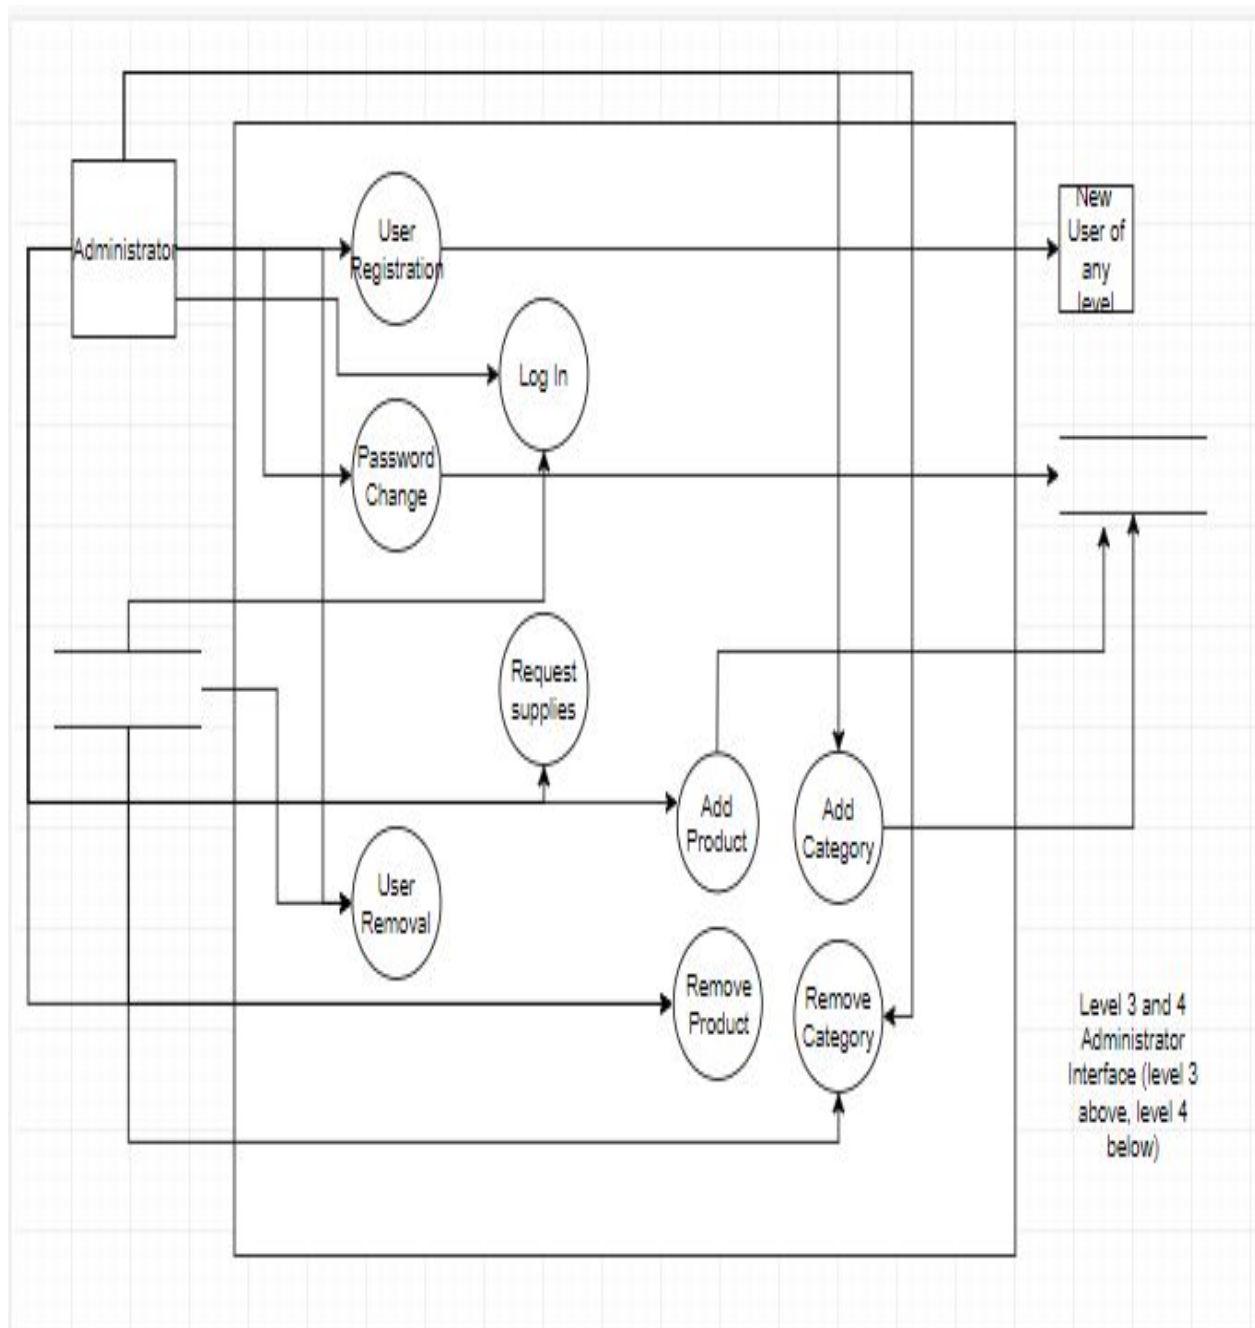 Administrator
User
Registration
New
User of
any
level
Log In
Password
Change
Request
supplies
Add
Product
Add
Category
User
Removal
Remove
Product
Remove
Category
Level 3 and 4
Administrator
Interface (level 3
above, level 4
below)